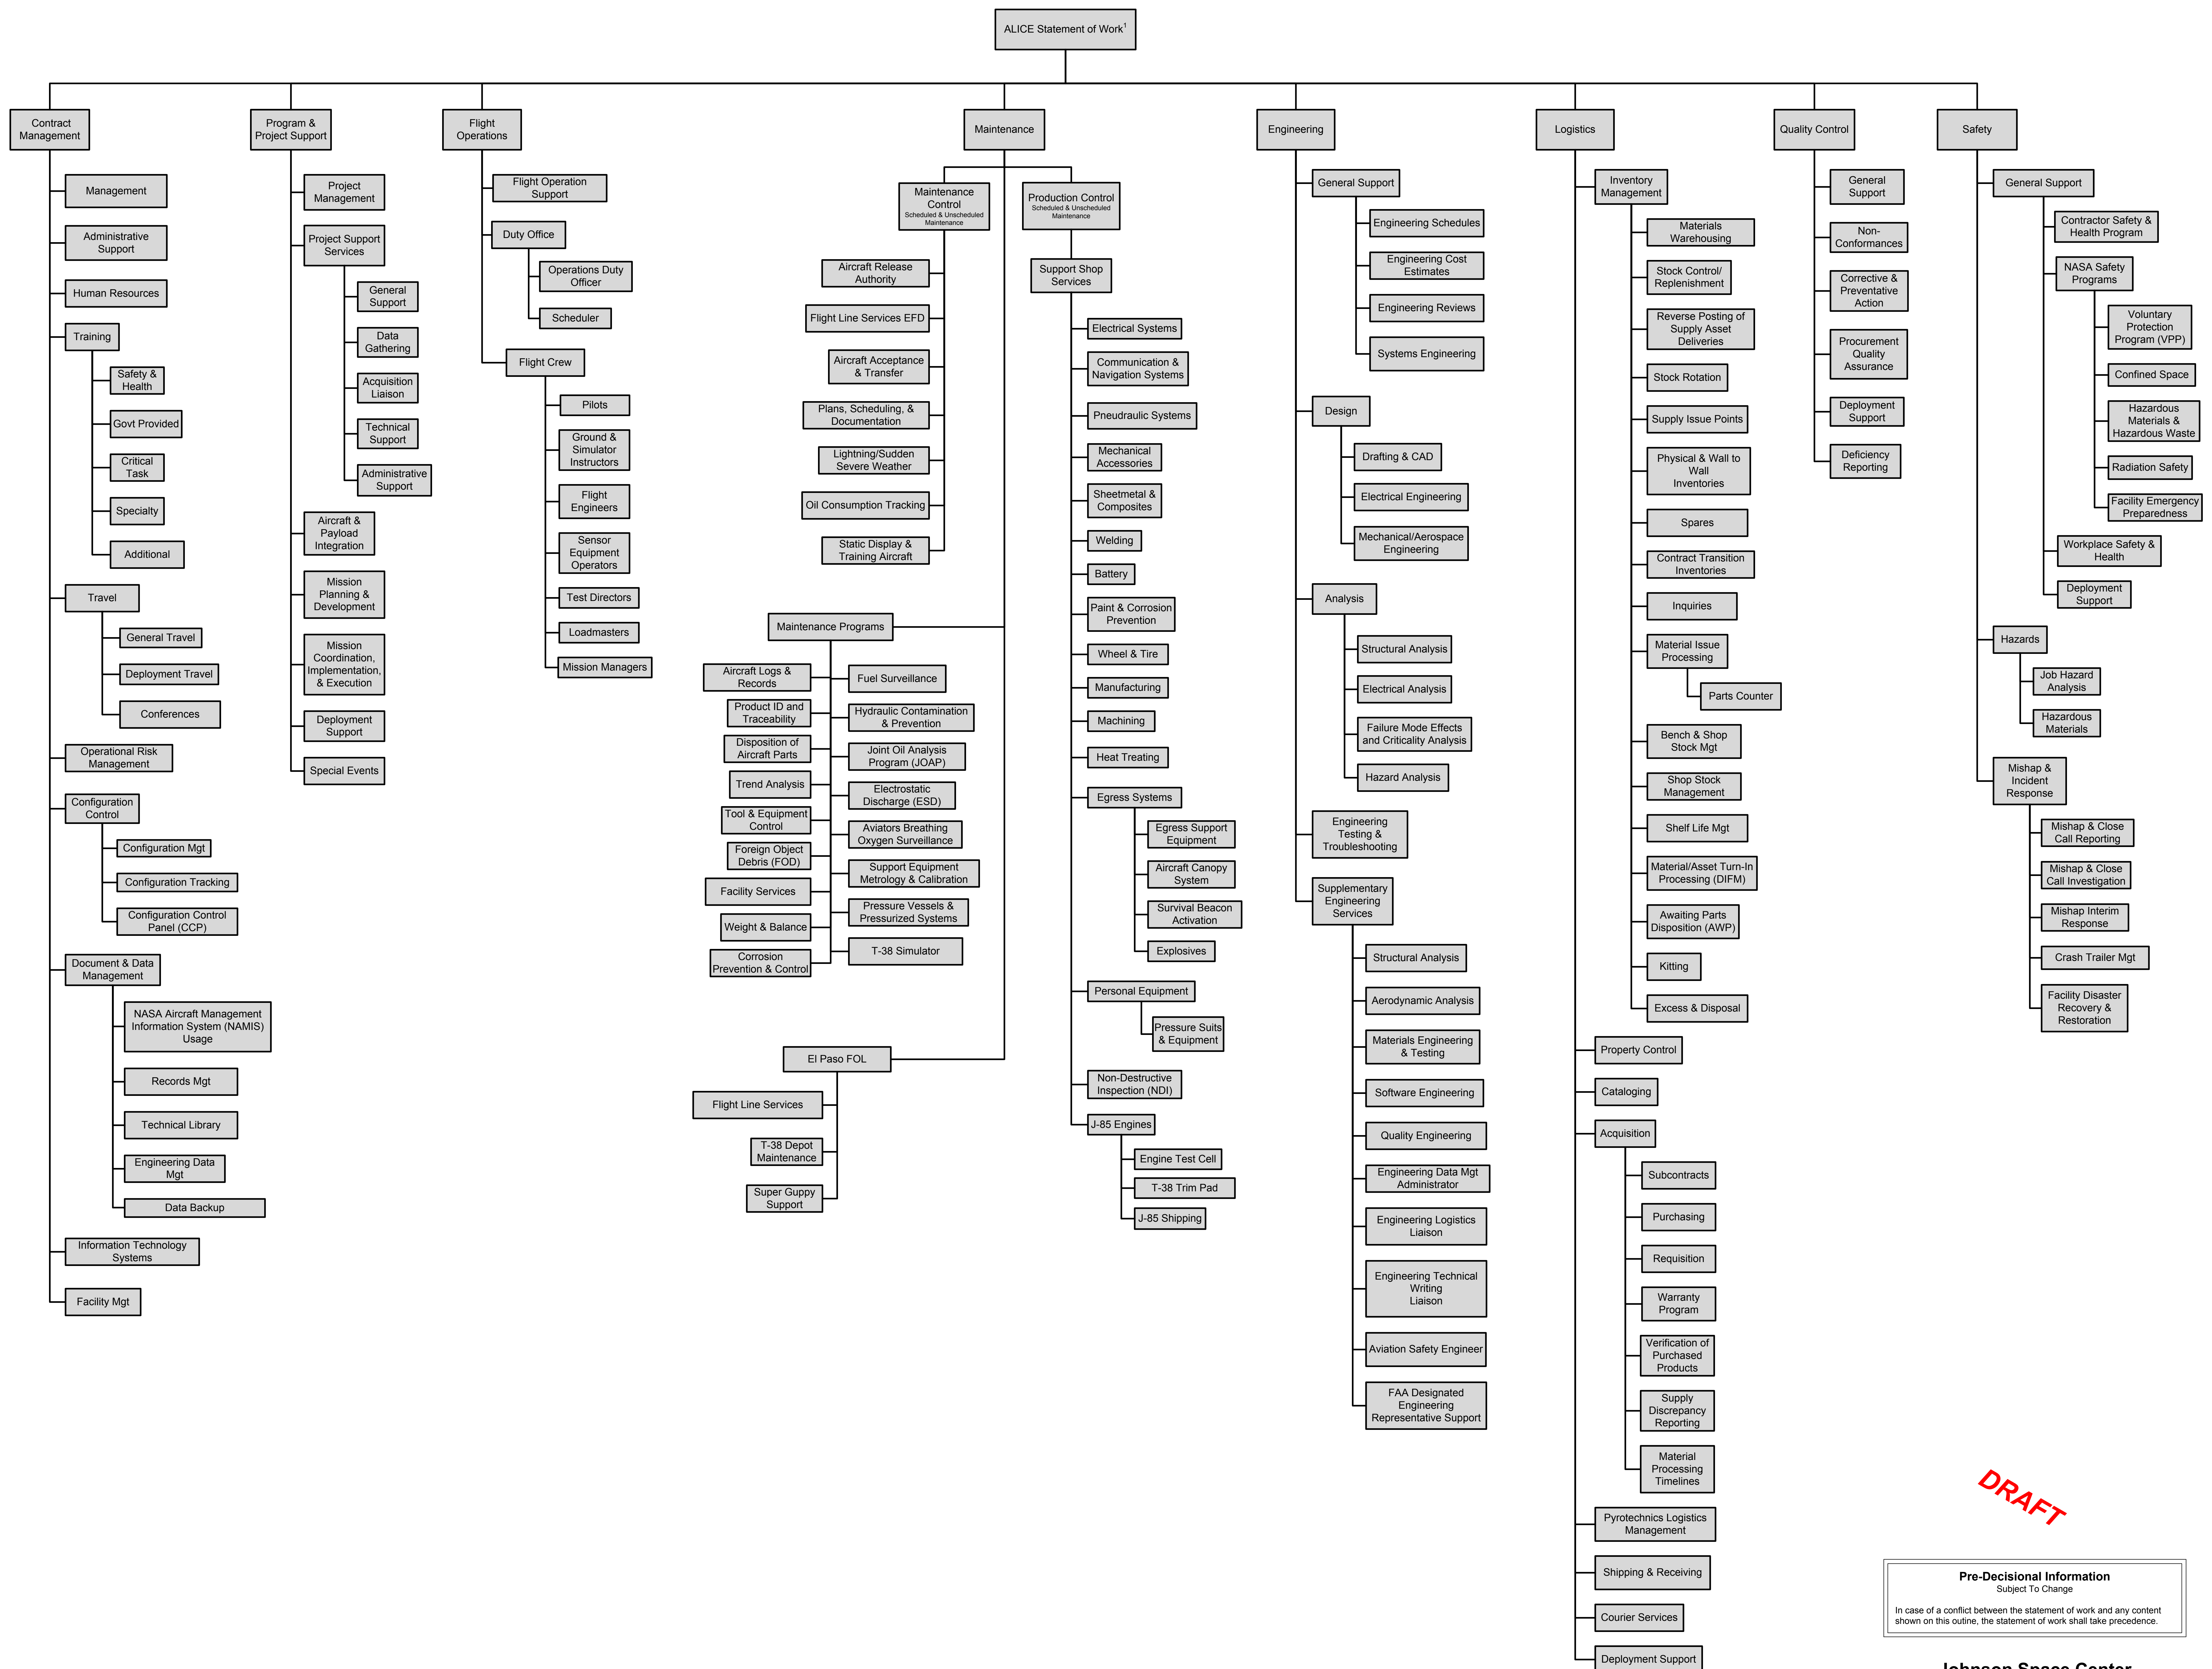 ALICE Statement of Work¹
Contract
Management
Management
Administrative
Support
Human Resources
Training
Safety &
Health
Govt Provided
Critical
Task
Specialty
Additional
Travel
General Travel
Deployment Travel
Conferences
Operational Risk
Management
Configuration
Control
Configuration Mgt
Configuration Tracking
Configuration Control
Panel (CCP)
Document & Data
Management
NASA Aircraft Management
Information System (NAMIS)
Usage
Records Mgt
Technical Library
Engineering Data
Mgt
Data Backup
Information Technology
Systems
Facility Mgt
Program &
Project Support
Project
Management
Project Support
Services
General
Support
Data
Gathering
Acquisition
Liaison
Technical
Support
Administrative
Support
Aircraft &
Payload
Integration
Mission
Planning &
Development
Mission
Coordination,
Implementation,
& Execution
Deployment
Support
Special Events
Flight
Operations
Flight Operation
Support
Duty Office
Operations Duty
Officer
Scheduler
Flight Crew
Pilots
Ground &
Simulator
Instructors
Flight
Engineers
Sensor
Equipment
Operators
Test Directors
Loadmasters
Mission Managers
Maintenance
Maintenance
Control
Scheduled & Unscheduled
Maintenance
Aircraft Release
Authority
Flight Line Services EFD
Aircraft Acceptance
& Transfer
Plans, Scheduling, &
Documentation
Lightning/Sudden
Severe Weather
Oil Consumption Tracking
Static Display &
Training Aircraft
Production Control
Scheduled & Unscheduled
Maintenance
Support Shop
Services
Electrical Systems
Communication &
Navigation Systems
Pneudraulic Systems
Mechanical
Accessories
Sheetmetal &
Composites
Welding
Battery
Paint & Corrosion
Prevention
Wheel & Tire
Manufacturing
Machining
Heat Treating
Egress Systems
Egress Support
Equipment
Aircraft Canopy
System
Survival Beacon
Activation
Explosives
Personal Equipment
Pressure Suits
& Equipment
Non-Destructive
Inspection (NDI)
J-85 Engines
Engine Test Cell
T-38 Trim Pad
J-85 Shipping
Maintenance Programs
Aircraft Logs &
Records
Product ID and
Traceability
Disposition of
Aircraft Parts
Trend Analysis
Tool & Equipment
Control
Foreign Object
Debris (FOD)
Facility Services
Weight & Balance
Corrosion
Prevention & Control
Fuel Surveillance
Hydraulic Contamination
& Prevention
Joint Oil Analysis
Program (JOAP)
Electrostatic
Discharge (ESD)
Aviators Breathing
Oxygen Surveillance
Support Equipment
Metrology & Calibration
Pressure Vessels &
Pressurized Systems
T-38 Simulator
El Paso FOL
Flight Line Services
T-38 Depot
Maintenance
Super Guppy
Support
Engineering
General Support
Engineering Schedules
Engineering Cost
Estimates
Engineering Reviews
Systems Engineering
Design
Drafting & CAD
Electrical Engineering
Mechanical/Aerospace
Engineering
Analysis
Structural Analysis
Electrical Analysis
Failure Mode Effects
and Criticality Analysis
Hazard Analysis
Engineering
Testing &
Troubleshooting
Supplementary
Engineering
Services
Structural Analysis
Aerodynamic Analysis
Materials Engineering
& Testing
Software Engineering
Quality Engineering
Engineering Data Mgt
Administrator
Engineering Logistics
Liaison
Engineering Technical
Writing
Liaison
Aviation Safety Engineer
FAA Designated
Engineering
Representative Support
Logistics
Inventory
Management
Materials
Warehousing
Stock Control/
Replenishment
Reverse Posting of
Supply Asset
Deliveries
Stock Rotation
Supply Issue Points
Physical & Wall to
Wall
Inventories
Spares
Contract Transition
Inventories
Inquiries
Material Issue
Processing
Parts Counter
Bench & Shop
Stock Mgt
Shop Stock
Management
Shelf Life Mgt
Material/Asset Turn-In
Processing (DIFM)
Awaiting Parts
Disposition (AWP)
Kitting
Excess & Disposal
Property Control
Cataloging
Acquisition
Subcontracts
Purchasing
Requisition
Warranty
Program
Verification of
Purchased
Products
Supply
Discrepancy
Reporting
Material
Processing
Timelines
Pyrotechnics Logistics
Management
Shipping & Receiving
Courier Services
Deployment Support
Quality Control
General
Support
Non-
Conformances
Corrective &
Preventative
Action
Procurement
Quality
Assurance
Deployment
Support
Deficiency
Reporting
Safety
General Support
Contractor Safety &
Health Program
NASA Safety
Programs
Voluntary
Protection
Program (VPP)
Confined Space
Hazardous
Materials &
Hazardous Waste
Radiation Safety
Facility Emergency
Preparedness
Workplace Safety &
Health
Deployment
Support
Hazards
Job Hazard
Analysis
Hazardous
Materials
Mishap &
Incident
Response
Mishap & Close
Call Reporting
Mishap & Close
Call Investigation
Mishap Interim
Response
Crash Trailer Mgt
Facility Disaster
Recovery &
Restoration
DRAFT
Pre-Decisional Information
Subject To Change
In case of a conflict between the statement of work and any content
shown on this outine, the statement of work shall take precedence.
Johnson Space Center